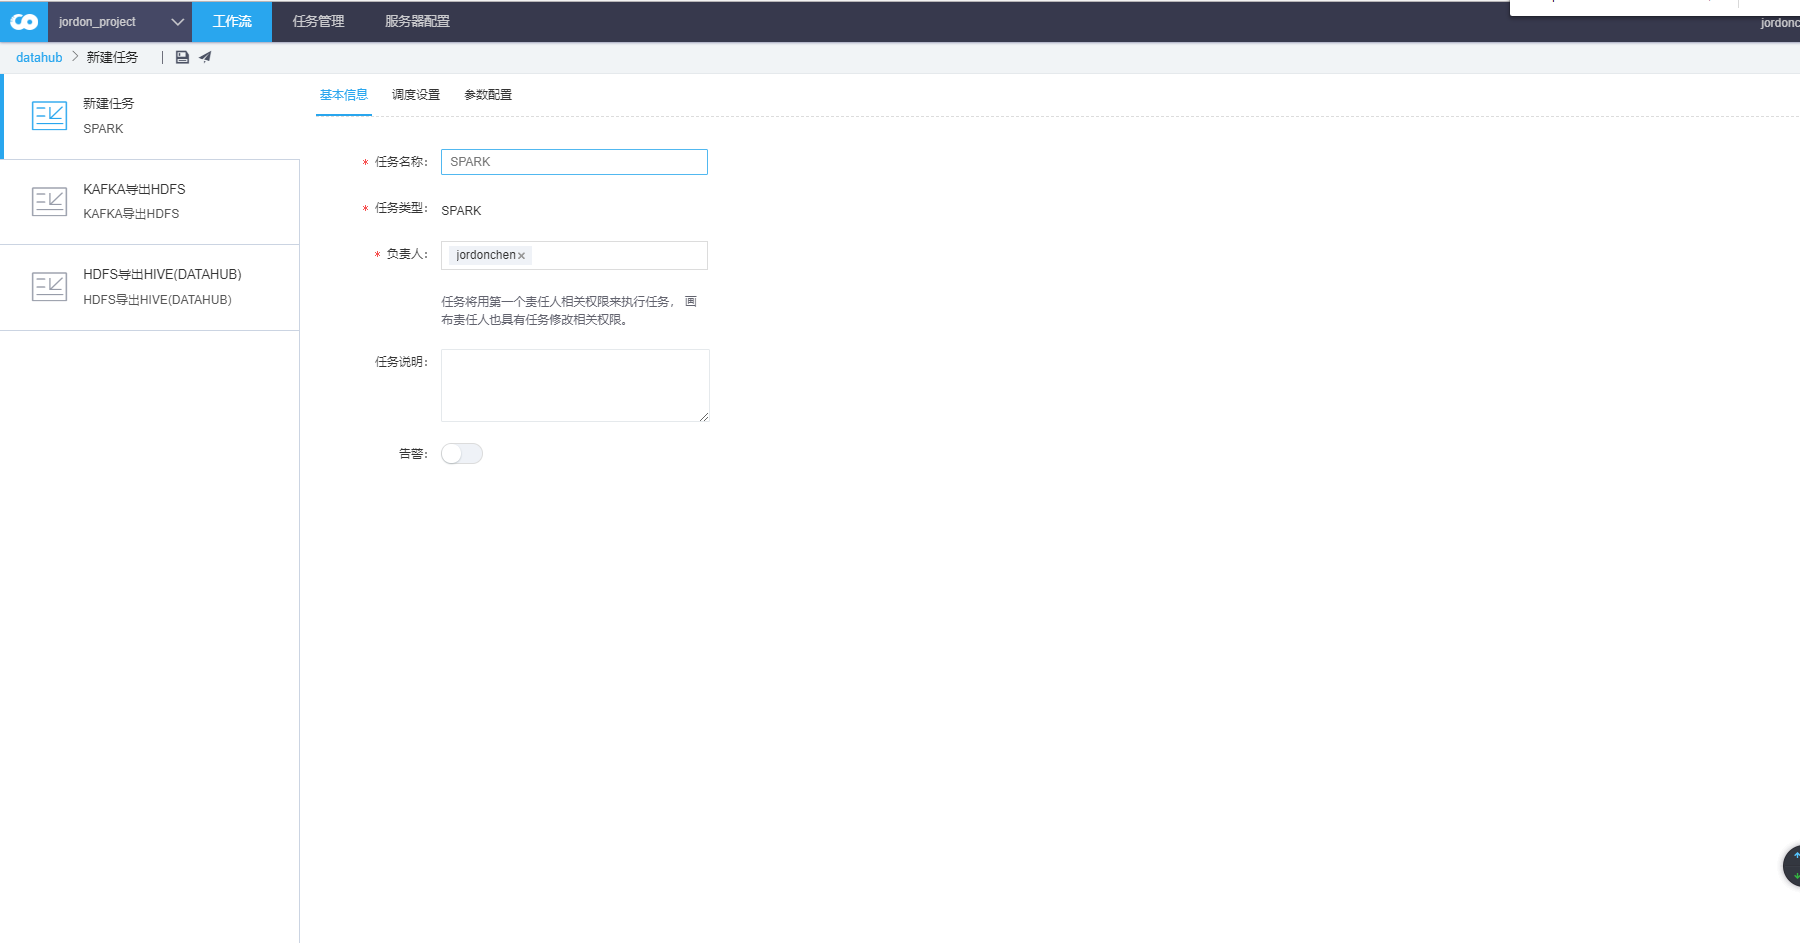 jordon_project
工作流
任务管理
服务器配置
jordonc
datahub > 新建任务 |
新建任务
SPARK
KAFKA导出HDFS
KAFKA导出HDFS
HDFS导出HIVE(DATAHUB)
HDFS导出HIVE(DATAHUB)
基本信息
调度设置
参数配置
* 任务名称:
SPARK
* 任务类型:
SPARK
* 负责人:
jordonchen×
任务将用第一个责任人相关权限来执行任务， 画
布责任人也具有任务修改相关权限。
任务说明:
告警: